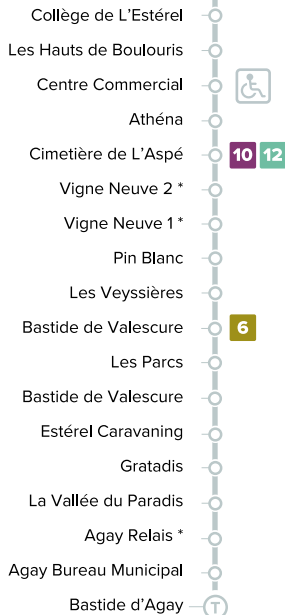 Collège de L'Estérel
Les Hauts de Boulouris
Centre Commercial
Athéna
Cimetière de L'Aspé 10 12
Vigne Neuve 2 *
Vigne Neuve 1 *
Pin Blanc
Les Veyssières
Bastide de Valescure 6
Les Parcs
Bastide de Valescure
Estérel Caravaning
Gratadis
La Vallée du Paradis
Agay Relais *
Agay Bureau Municipal
Bastide d'Agay T